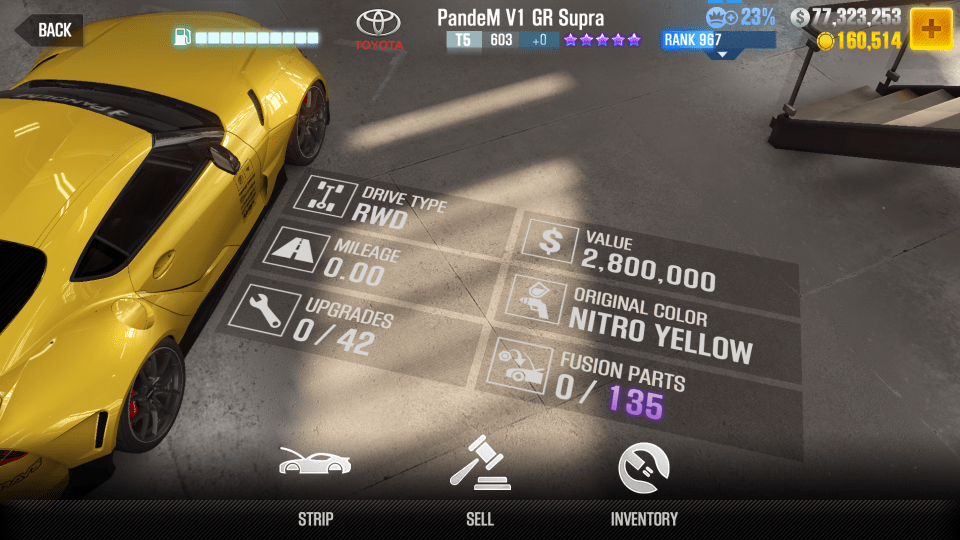 BACK
TOYOTA
PandeM V1 GR Supra
T5 603 +0
23%
RANK 967
77,323,253
160,514
DRIVE TYPE
RWD
MILEAGE
0.00
UPGRADES
0 / 42
$ VALUE
2,800,000
ORIGINAL COLOR
NITRO YELLOW
FUSION PARTS
0 / 135
STRIP
SELL
INVENTORY